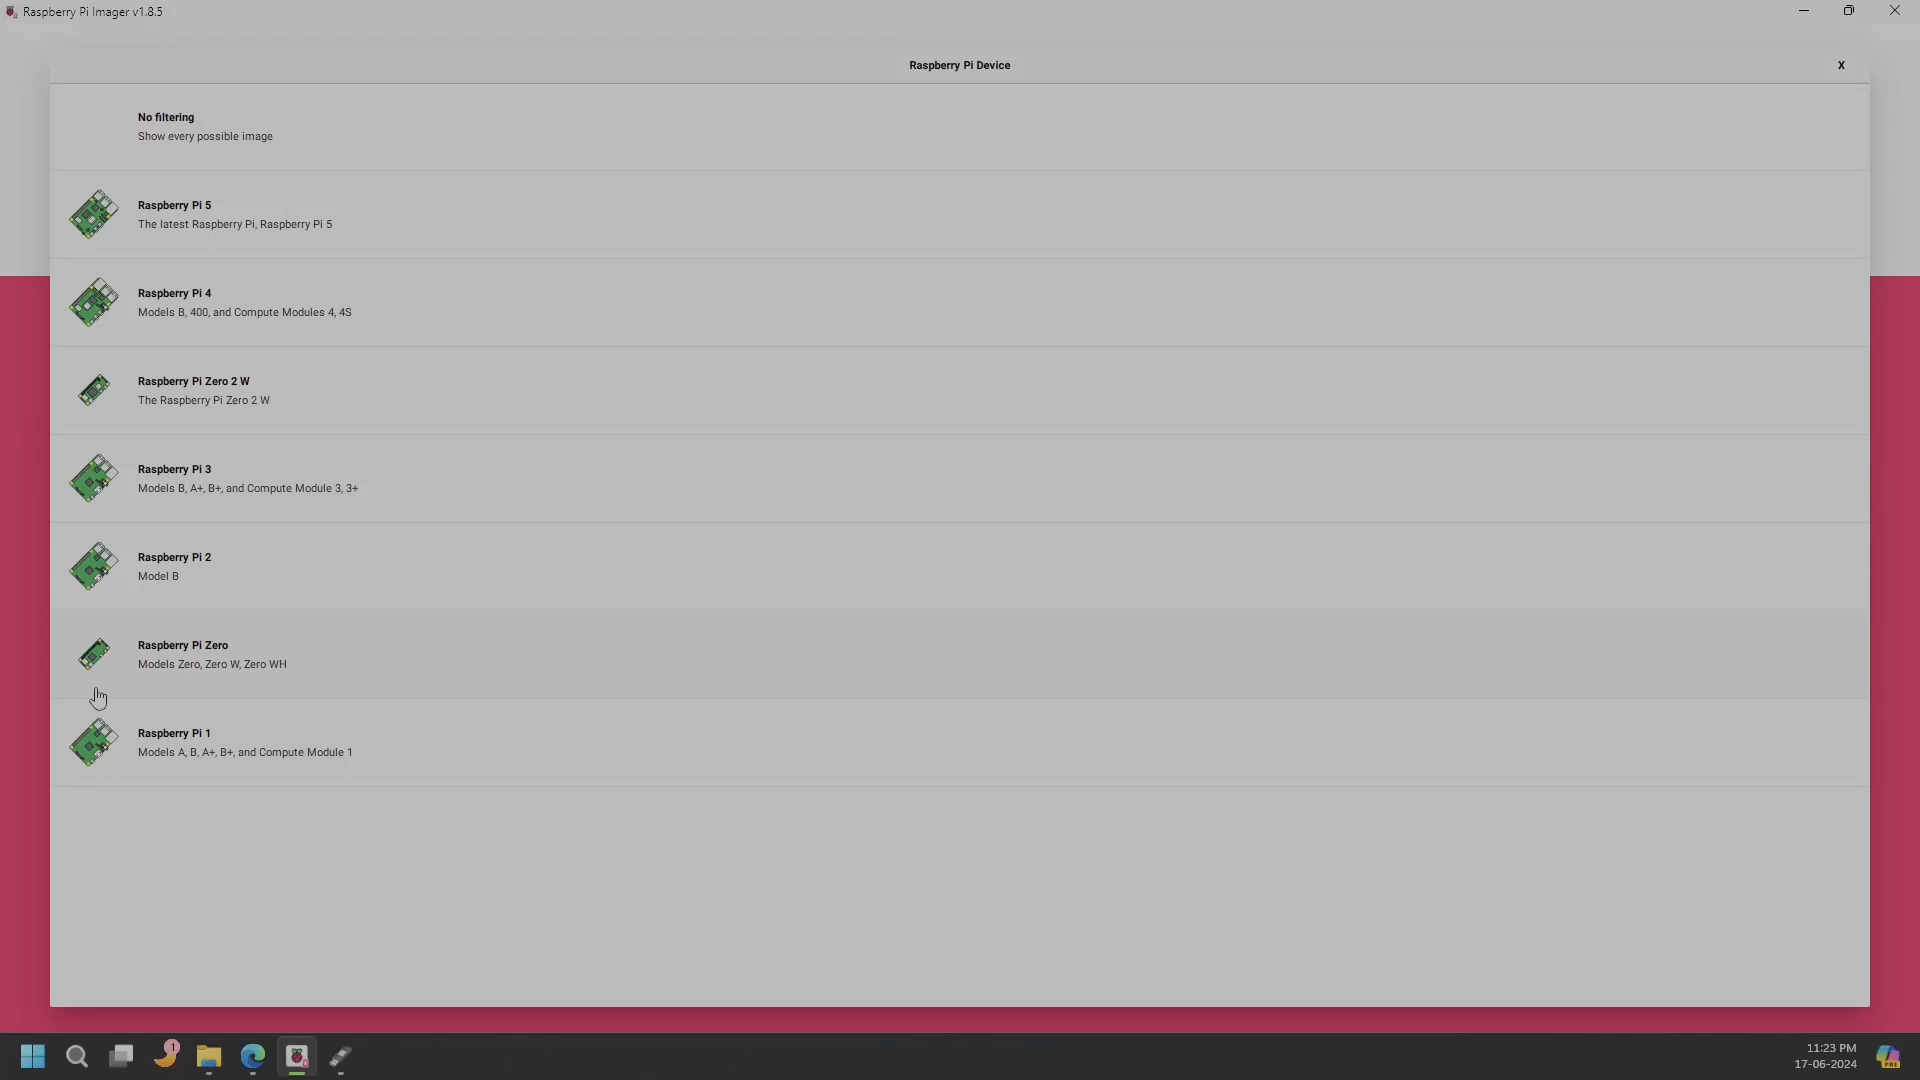 Raspberry Pi Imager v1.8.5
Raspberry Pi Device
X
No filtering
Show every possible image
Raspberry Pi 5
The latest Raspberry Pi, Raspberry Pi 5
Raspberry Pi 4
Models B, 400, and Compute Modules 4, 4S
Raspberry Pi Zero 2 W
The Raspberry Pi Zero 2 W
Raspberry Pi 3
Models B, A+, B+, and Compute Module 3, 3+
Raspberry Pi 2
Model B
Raspberry Pi Zero
Models Zero, Zero W, Zero WH
Raspberry Pi 1
Models A, B, A+, B+, and Compute Module 1
1
11:23 PM
17-06-2024
PRE